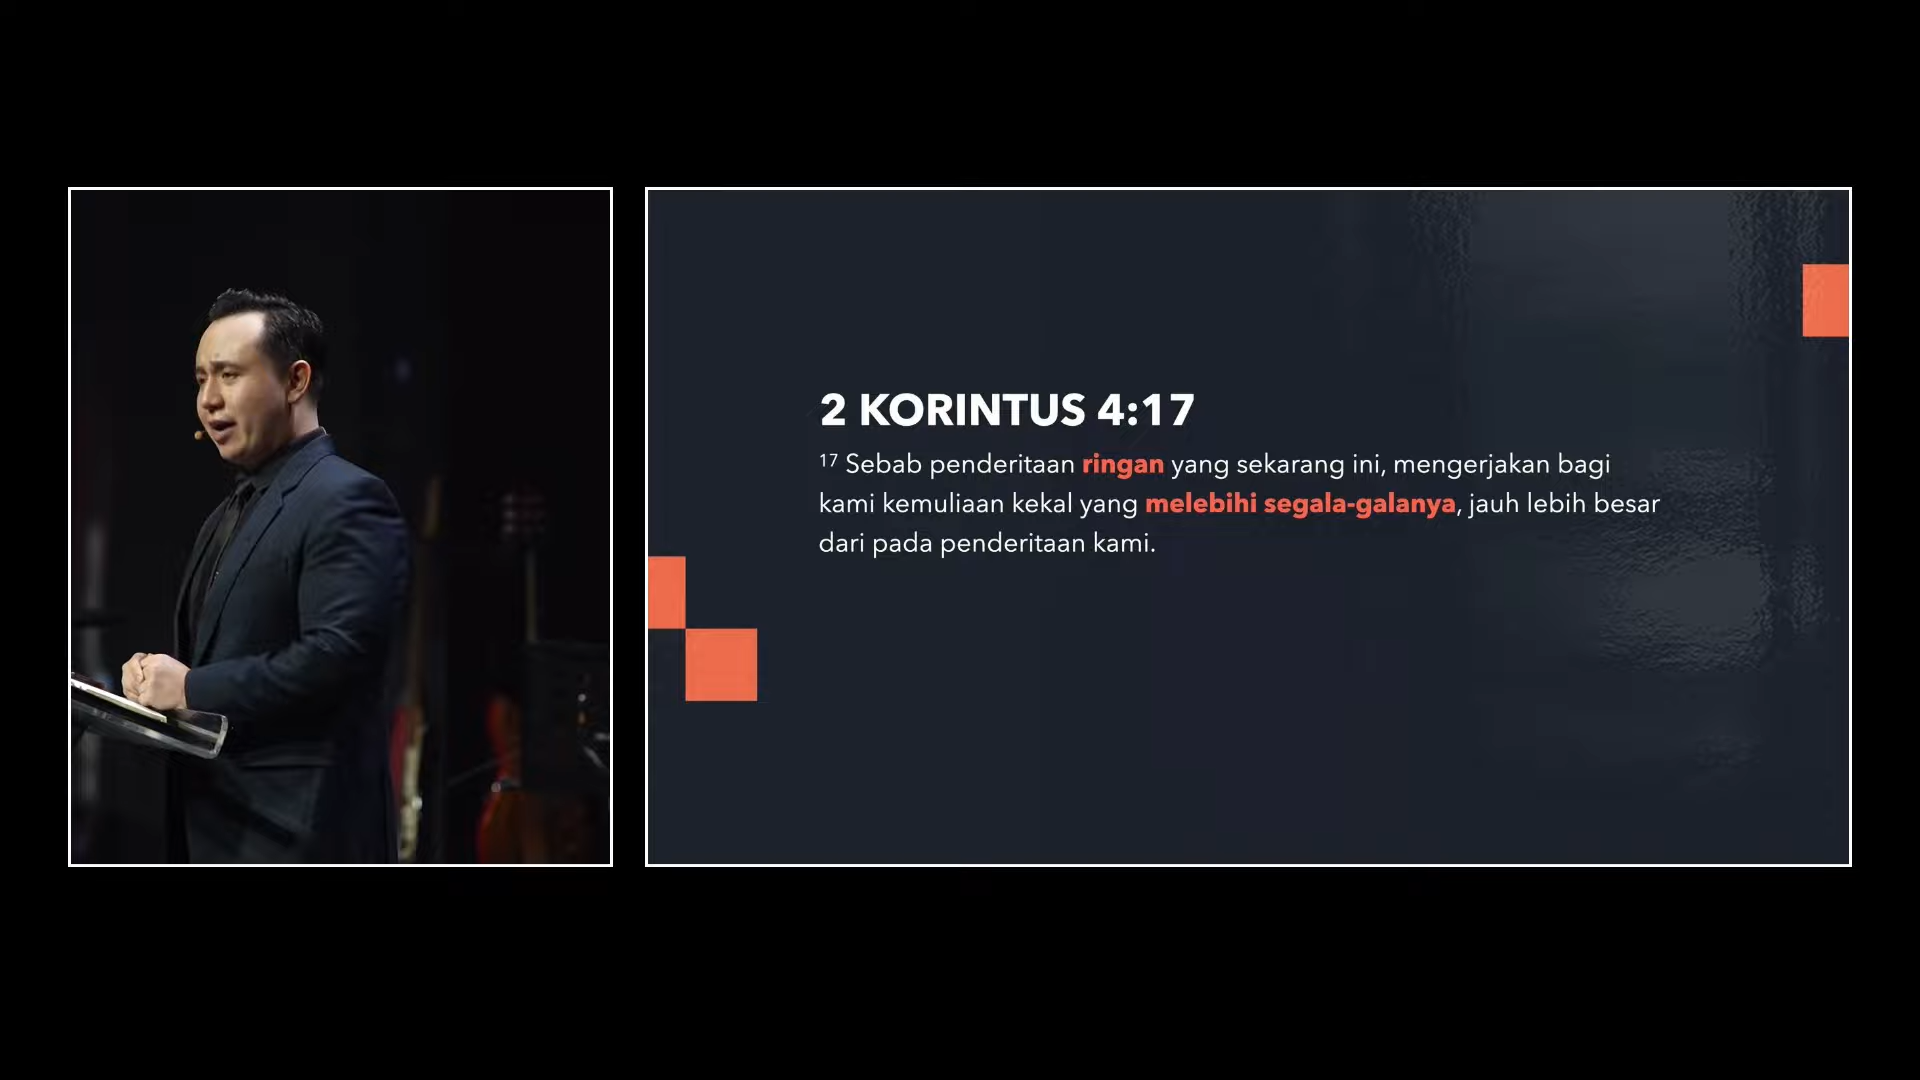 2 KORINTUS 4:17
17 Sebab penderitaan ringan yang sekarang ini, mengerjakan bagi
kami kemuliaan kekal yang melebihi segala-galanya, jauh lebih besar
dari pada penderitaan kami.